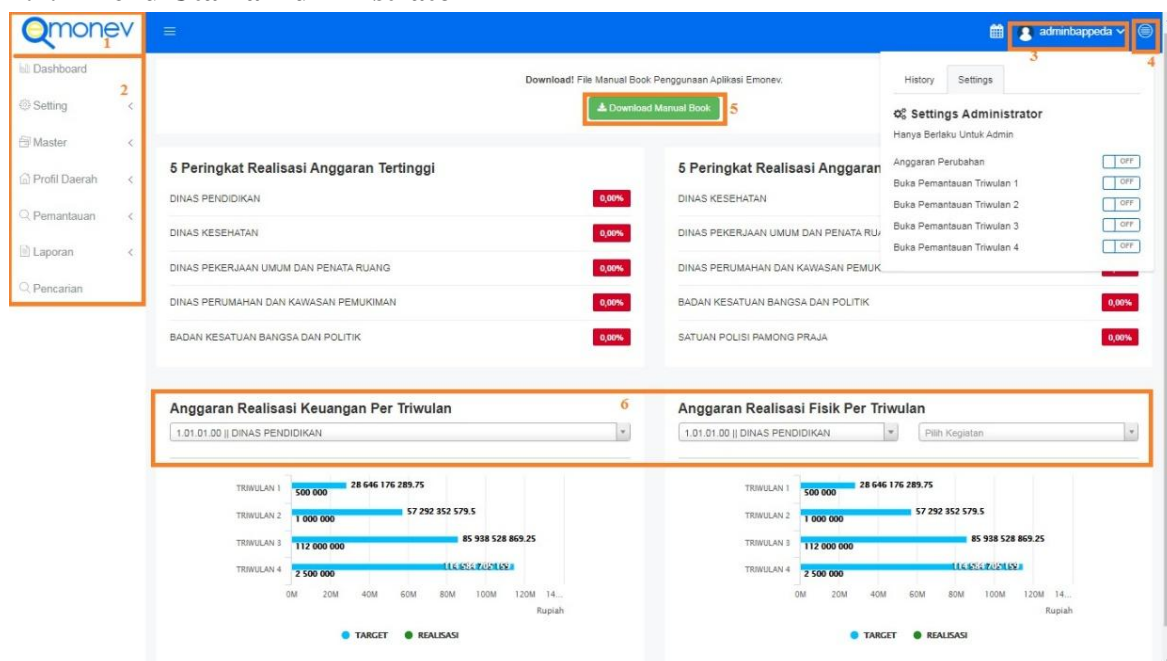 emonev
1
adminbappeda
3
4
Dashboard
2
Setting
Master
Profil Daerah
Pemantauan
Laporan
Pencarian
Download! File Manual Book Penggunaan Aplikasi Emonev.
Download Manual Book
5
History Settings
Settings Administrator
Hanya Berlaku Untuk Admin
Anggaran Perubahan OFF
Buka Pemantauan Triwulan 1 OFF
Buka Pemantauan Triwulan 2 OFF
Buka Pemantauan Triwulan 3 OFF
Buka Pemantauan Triwulan 4 OFF
5 Peringkat Realisasi Anggaran Tertinggi
DINAS PENDIDIKAN 0,00%
DINAS KESEHATAN 0,00%
DINAS PEKERJAAN UMUM DAN PENATA RUANG 0,00%
DINAS PERUMAHAN DAN KAWASAN PEMUKIMAN 0,00%
BADAN KESATUAN BANGSA DAN POLITIK 0,00%
5 Peringkat Realisasi Anggaran
DINAS KESEHATAN
DINAS PEKERJAAN UMUM DAN PENATA RUA
DINAS PERUMAHAN DAN KAWASAN PEMUK
BADAN KESATUAN BANGSA DAN POLITIK 0,00%
SATUAN POLISI PAMONG PRAJA 0,00%
Anggaran Realisasi Keuangan Per Triwulan
6
1.01.01.00 || DINAS PENDIDIKAN
TRIWULAN 1 28 646 176 289.75
500 000
TRIWULAN 2 57 292 352 579.5
1 000 000
TRIWULAN 3 85 938 528 869.25
112 000 000
TRIWULAN 4 114 584 705 159
2 500 000
0M 20M 40M 60M 80M 100M 120M 14...
Rupiah
TARGET REALISASI
Anggaran Realisasi Fisik Per Triwulan
1.01.01.00 || DINAS PENDIDIKAN Pilih Kegiatan
TRIWULAN 1 28 646 176 289.75
500 000
TRIWULAN 2 57 292 352 579.5
1 000 000
TRIWULAN 3 85 938 528 869.25
112 000 000
TRIWULAN 4 114 584 705 159
2 500 000
0M 20M 40M 60M 80M 100M 120M 14...
Rupiah
TARGET REALISASI